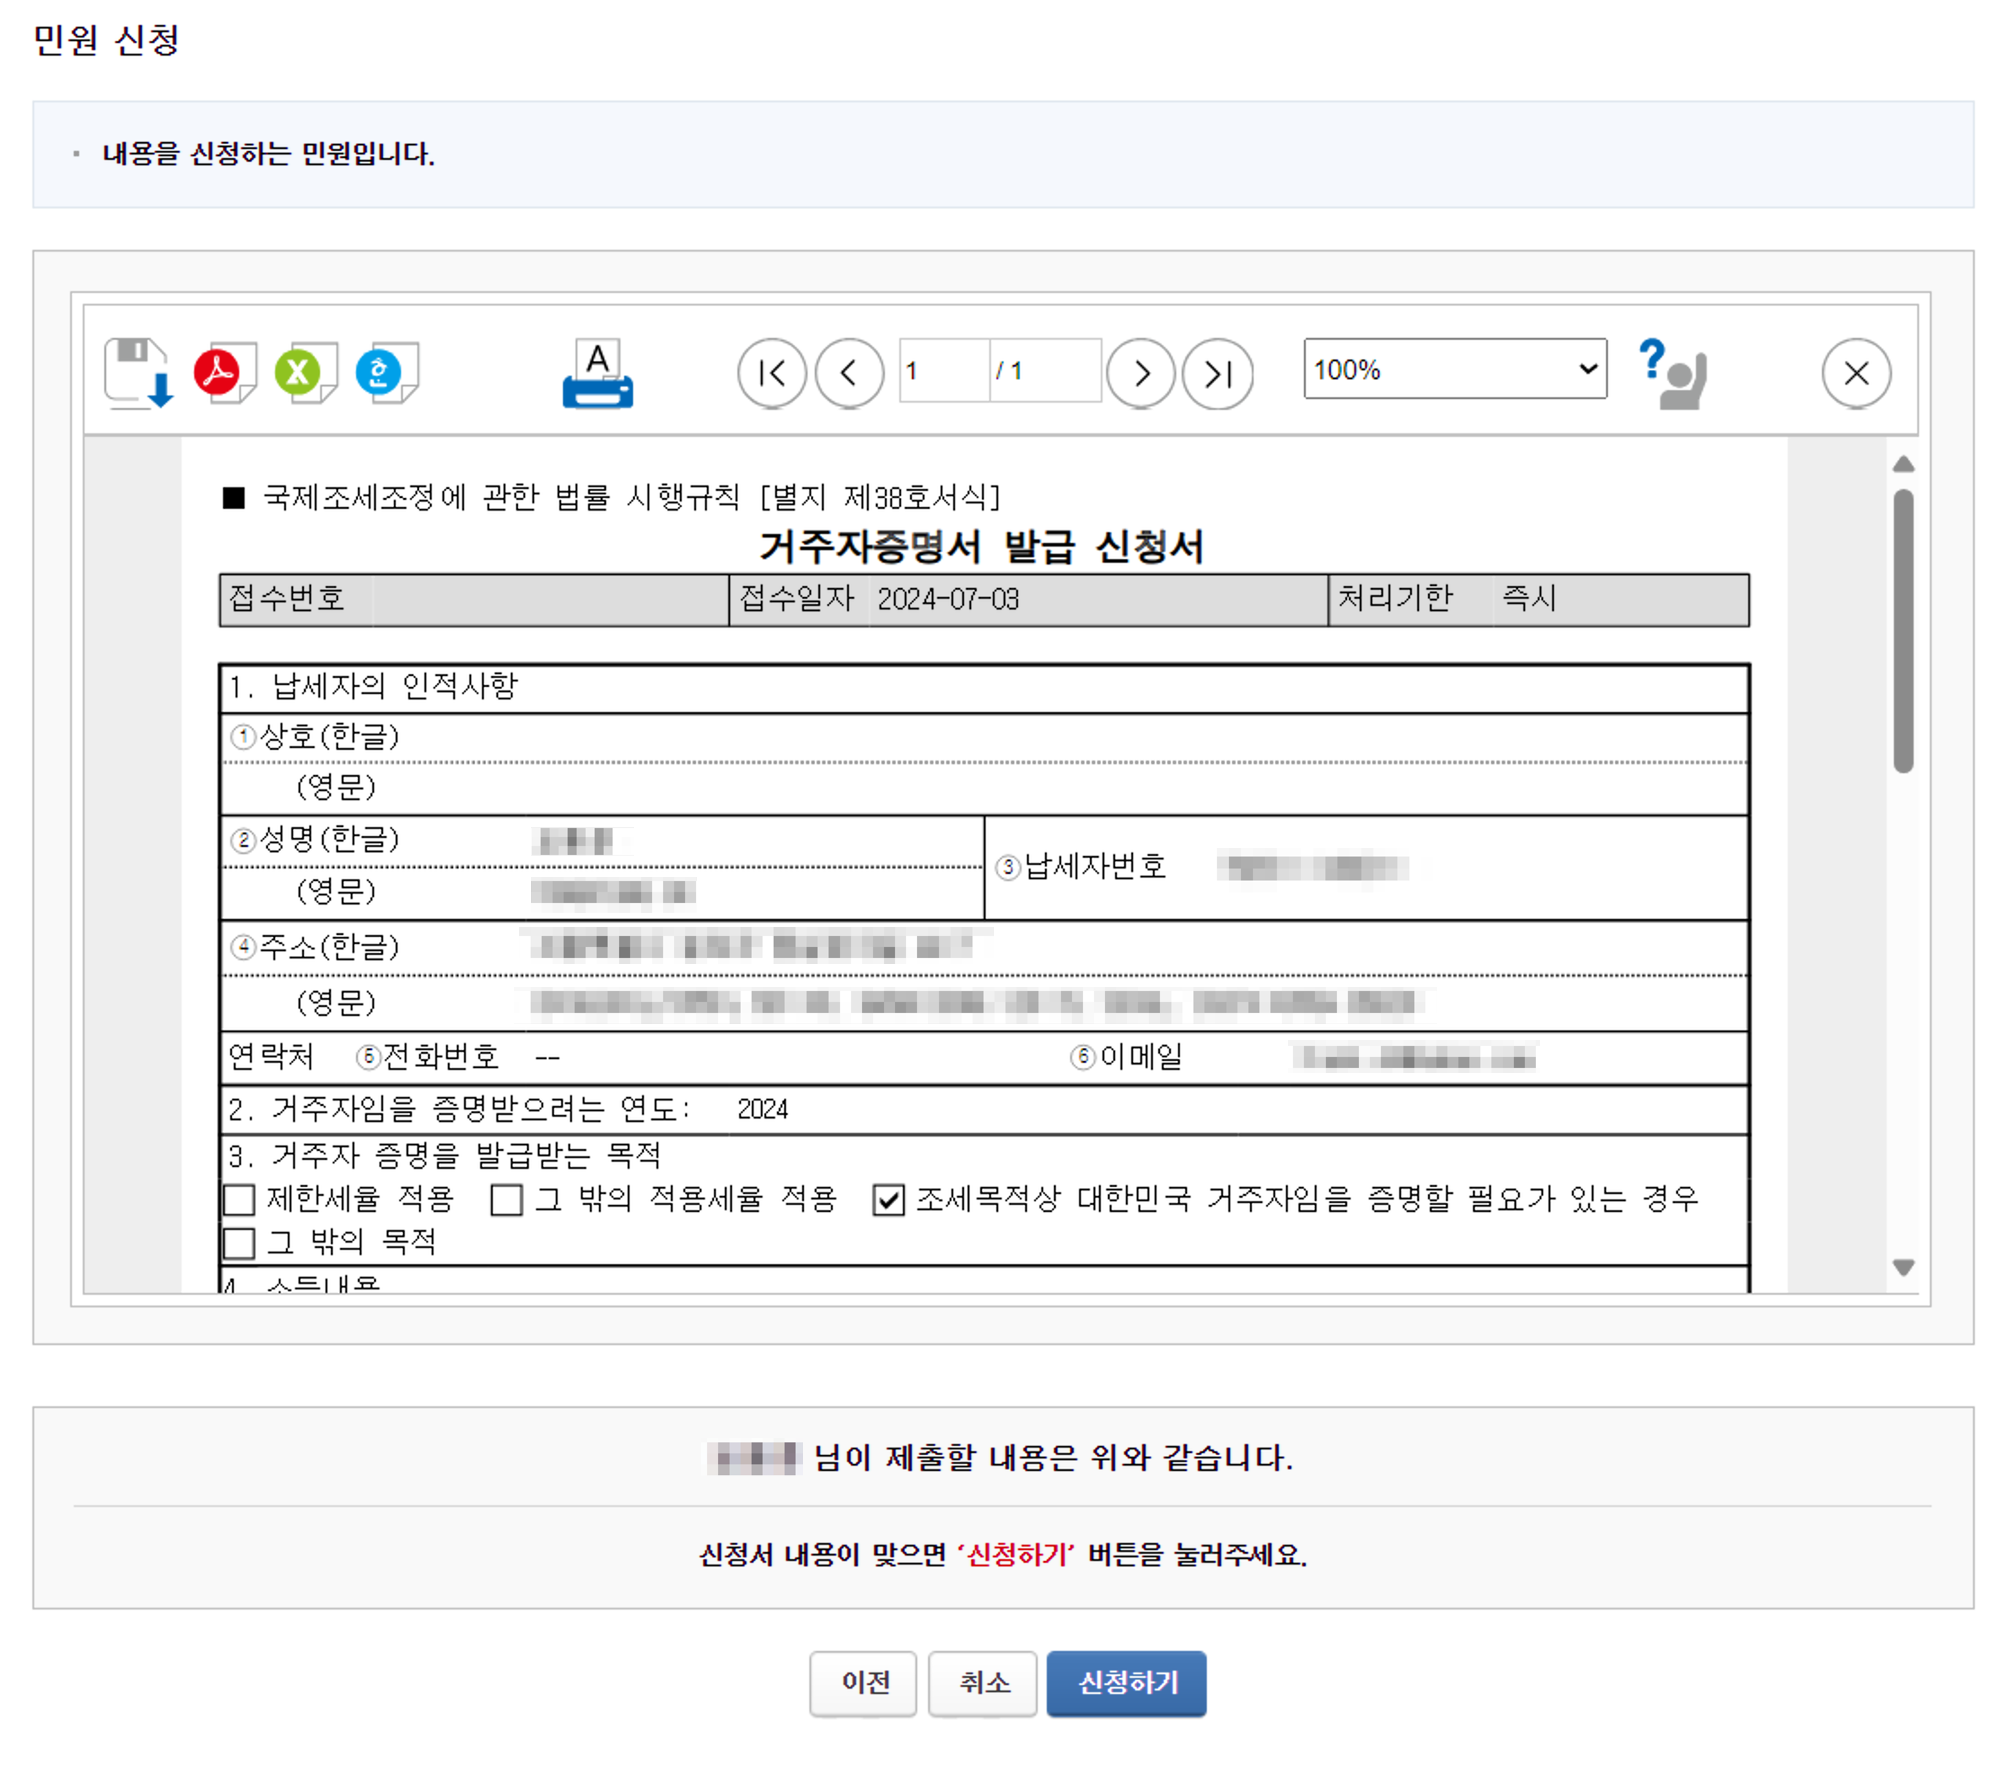 민원 신청
내용을 신청하는 민원입니다.
A
1 / 1
100%
■ 국제조세조정에 관한 법률 시행규칙 [별지 제38호서식]
거주자증명서 발급 신청서
접수번호 접수일자 2024-07-03 처리기한 즉시
1. 납세자의 인적사항
①상호(한글)
(영문)
②성명(한글)
③납세자번호
(영문)
④주소(한글)
(영문)
연락처 ⑤전화번호 -- ⑥이메일
2. 거주자임을 증명받으려는 연도: 2024
3. 거주자 증명을 발급받는 목적
제한세율 적용 그 밖의 적용세율 적용 조세목적상 대한민국 거주자임을 증명할 필요가 있는 경우
그 밖의 목적
4. 소득내용
님이 제출할 내용은 위와 같습니다.
신청서 내용이 맞으면 ‘신청하기’ 버튼을 눌러주세요.
이전 취소 신청하기